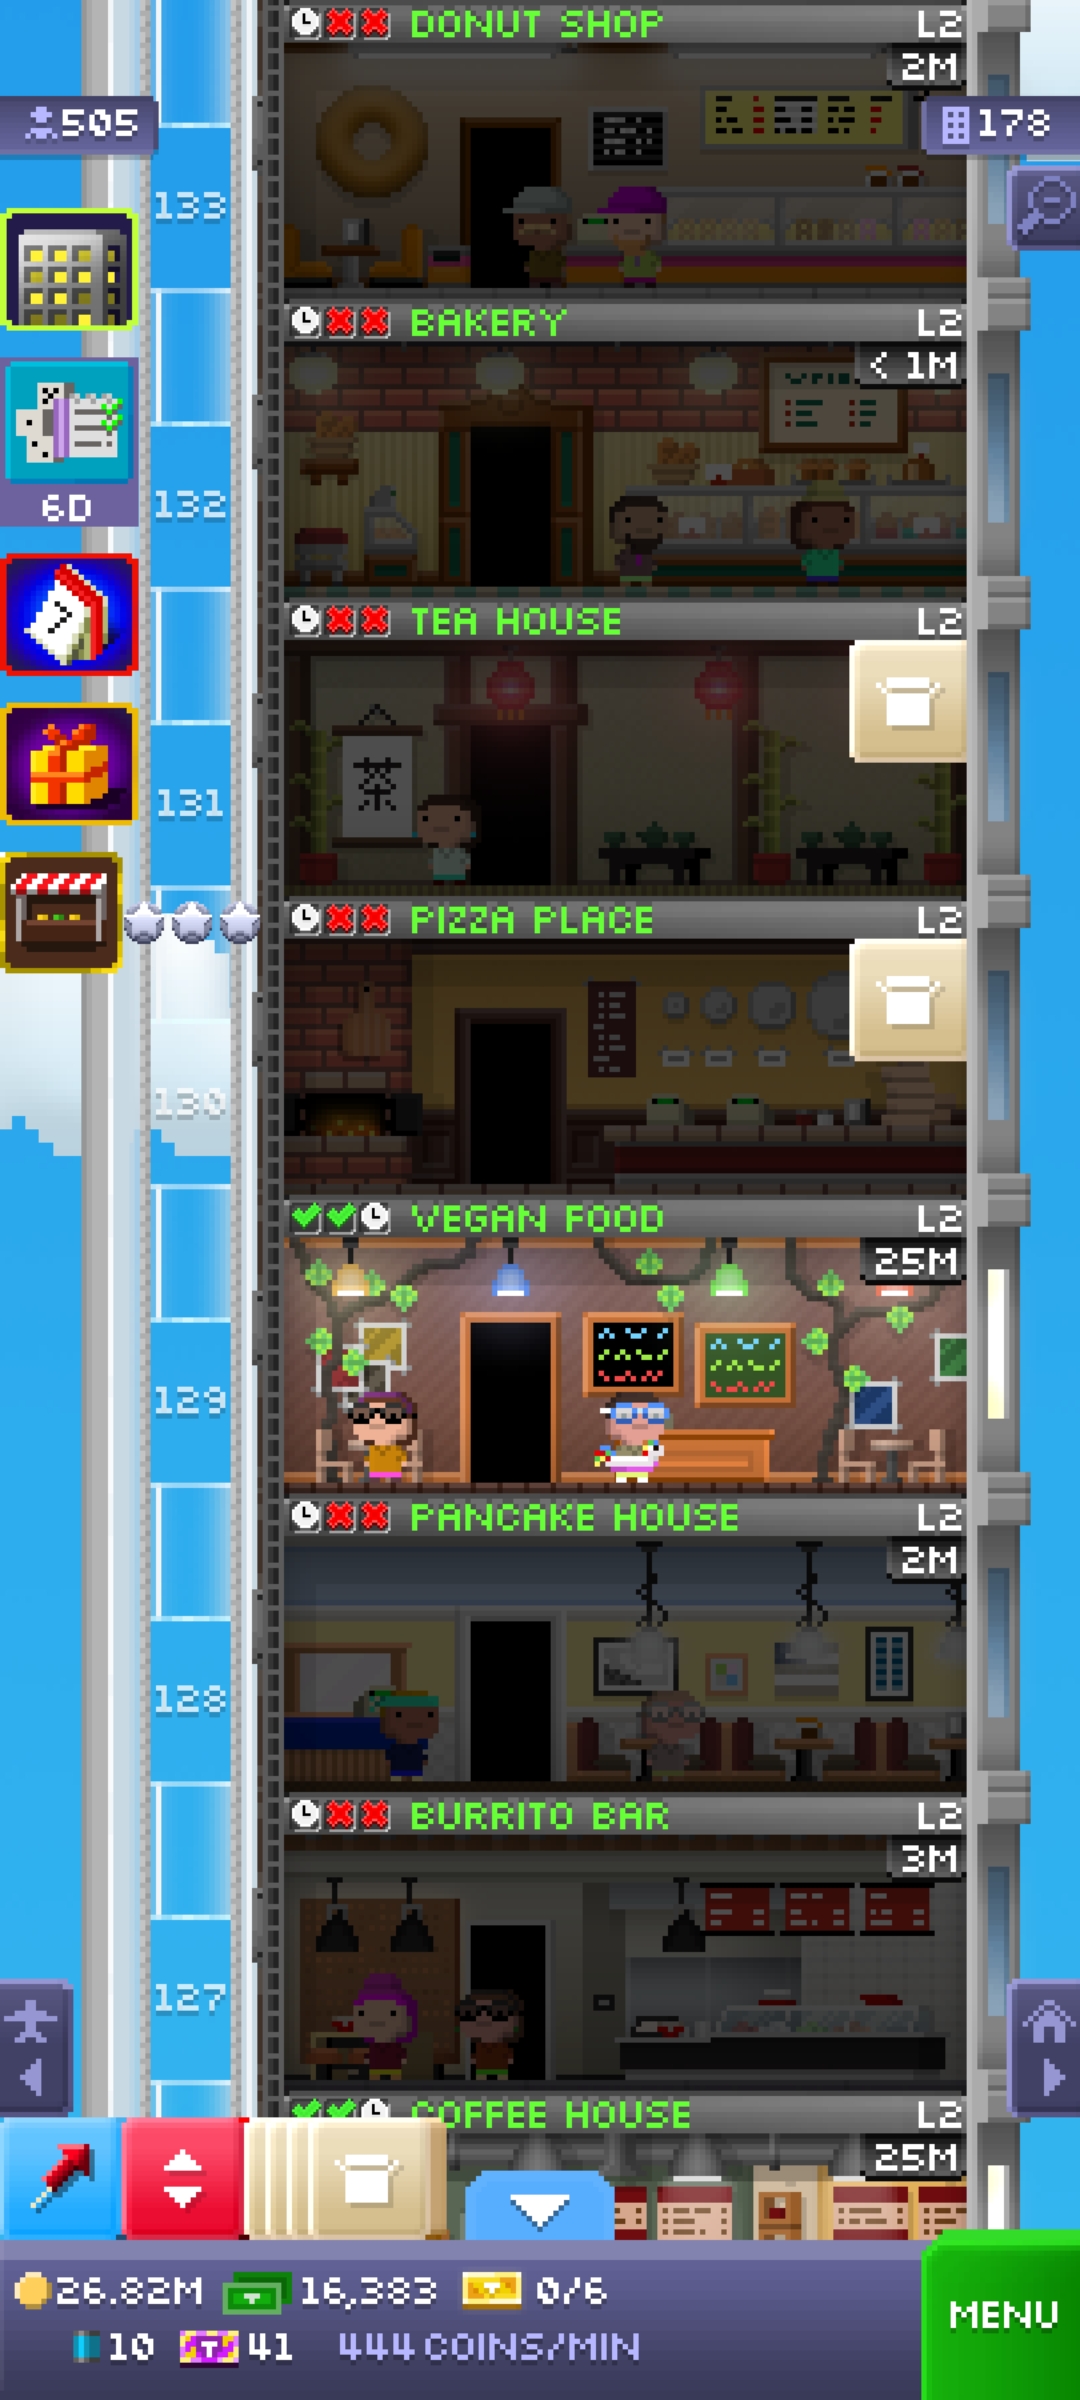 DONUT SHOP L2
2M
505
178
133
BAKERY L2
< 1M
6D
132
TEA HOUSE L2
茶
131
PIZZA PLACE L2
130
VEGAN FOOD L2
25M
129
PANCAKE HOUSE L2
2M
128
BURRITO BAR L2
3M
127
COFFEE HOUSE L2
25M
26.82M 16,383 0/6
10 41 444 COINS/MIN
MENU